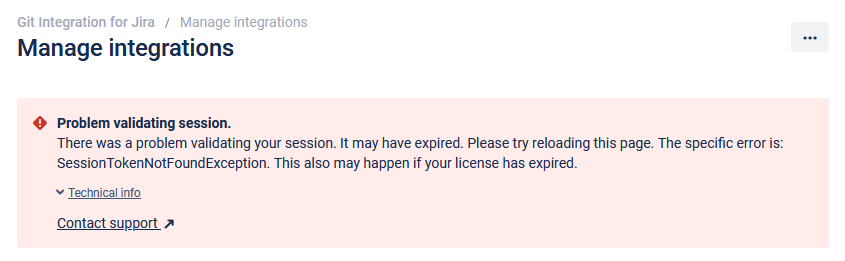 Git Integration for Jira / Manage integrations
Manage integrations
Problem validating session.
There was a problem validating your session. It may have expired. Please try reloading this page. The specific error is:
SessionTokenNotFoundException. This also may happen if your license has expired.
Technical info
Contact support